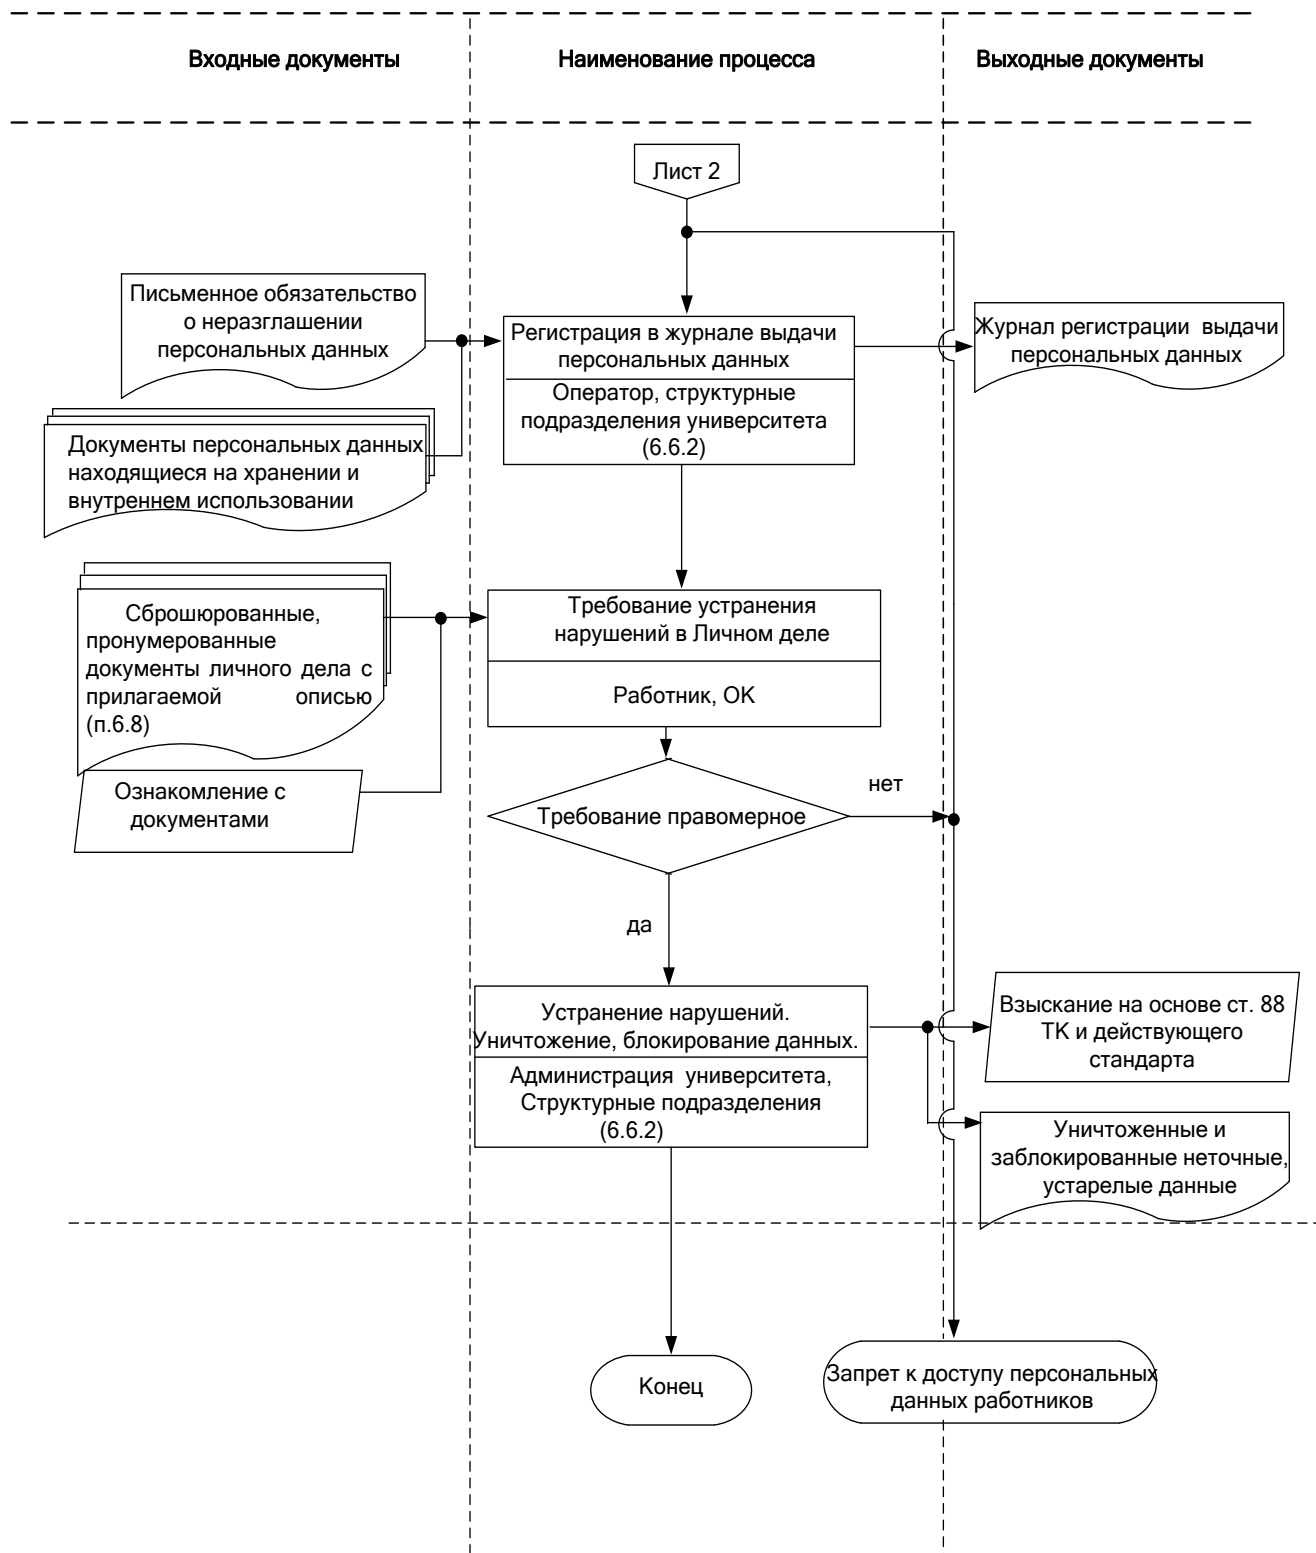 Входные документы
Наименование процесса
Выходные документы
Лист 2
Письменное обязательство
о неразглашении
персональных данных
Регистрация в журнале выдачи
персональных данных
Оператор, структурные
подразделения университета
(6.6.2)
Журнал регистрации выдачи
персональных данных
Документы персональных данных
находящиеся на хранении и
внутреннем использовании
Сброшюрованные,
пронумерованные
документы личного дела с
прилагаемой описью
(п.6.8)
Требование устранения
нарушений в Личном деле
Работник, ОК
Ознакомление с
документами
Требование правомерное
нет
да
Устранение нарушений.
Уничтожение, блокирование данных.
Администрация университета,
Структурные подразделения
(6.6.2)
Взыскание на основе ст. 88
ТК и действующего
стандарта
Уничтоженные и
заблокированные неточные,
устарелые данные
Конец
Запрет к доступу персональных
данных работников